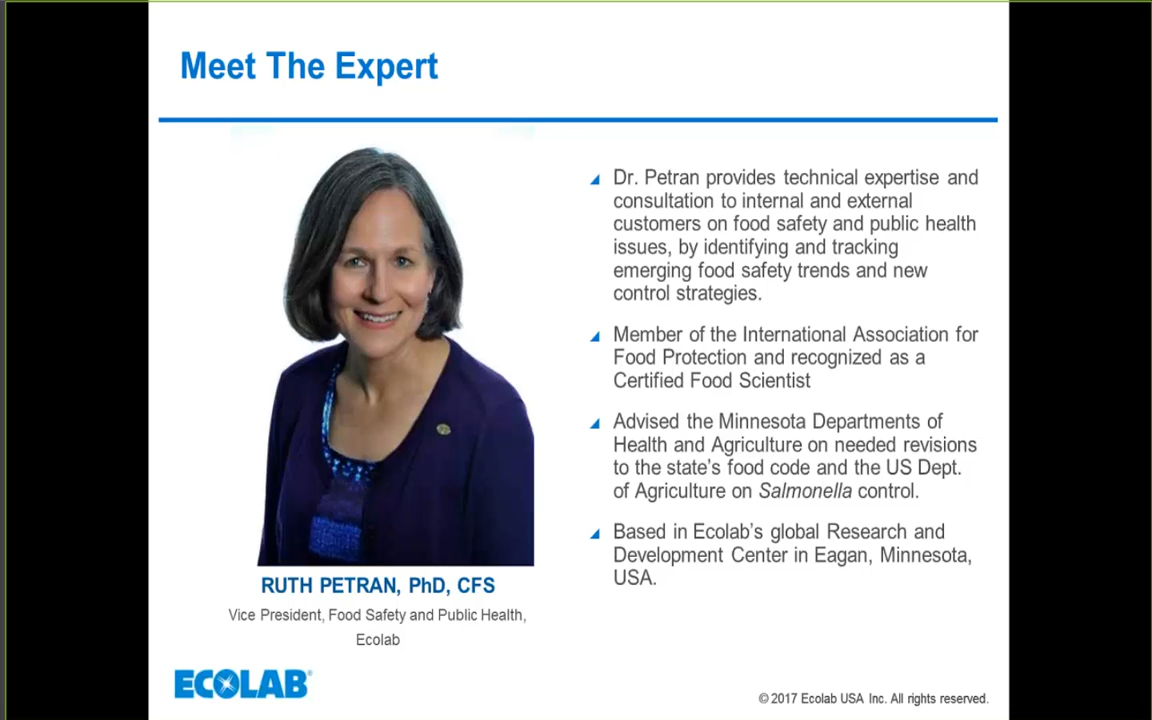 Meet The Expert
Dr. Petran provides technical expertise and
consultation to internal and external
customers on food safety and public health
issues, by identifying and tracking
emerging food safety trends and new
control strategies.
Member of the International Association for
Food Protection and recognized as a
Certified Food Scientist
Advised the Minnesota Departments of
Health and Agriculture on needed revisions
to the state's food code and the US Dept.
of Agriculture on Salmonella control.
Based in Ecolab's global Research and
Development Center in Eagan, Minnesota,
USA.
RUTH PETRAN, PhD, CFS
Vice President, Food Safety and Public Health,
Ecolab
ECOLAB®
© 2017 Ecolab USA Inc. All rights reserved.